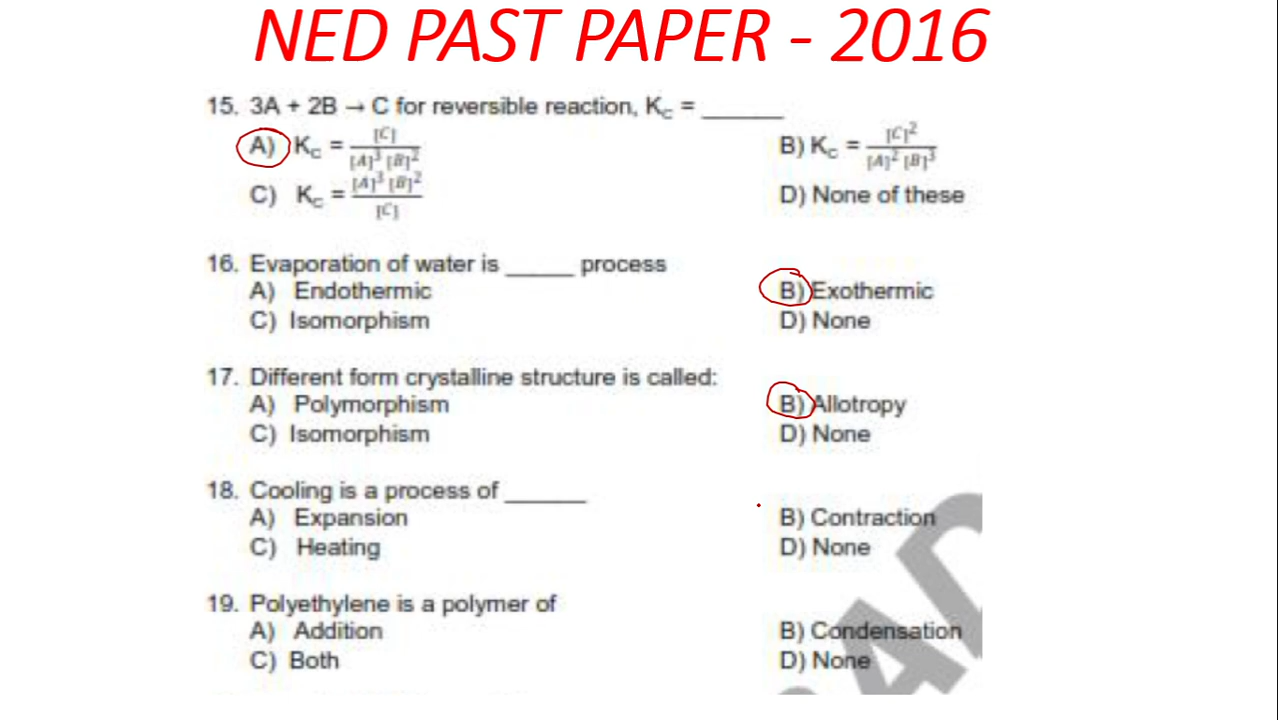 NED PAST PAPER - 2016
15. 3A + 2B → C for reversible reaction, Kc = ______
A) Kc = [C] / [A]³ [B]²    B) Kc = [C]² / [A]² [B]³
C) Kc = [A]³ [B]² / [C]    D) None of these
16. Evaporation of water is _____ process
A) Endothermic    B) Exothermic
C) Isomorphism    D) None
17. Different form crystalline structure is called:
A) Polymorphism    B) Allotropy
C) Isomorphism    D) None
18. Cooling is a process of ______
A) Expansion    B) Contraction
C) Heating    D) None
19. Polyethylene is a polymer of
A) Addition    B) Condensation
C) Both    D) None